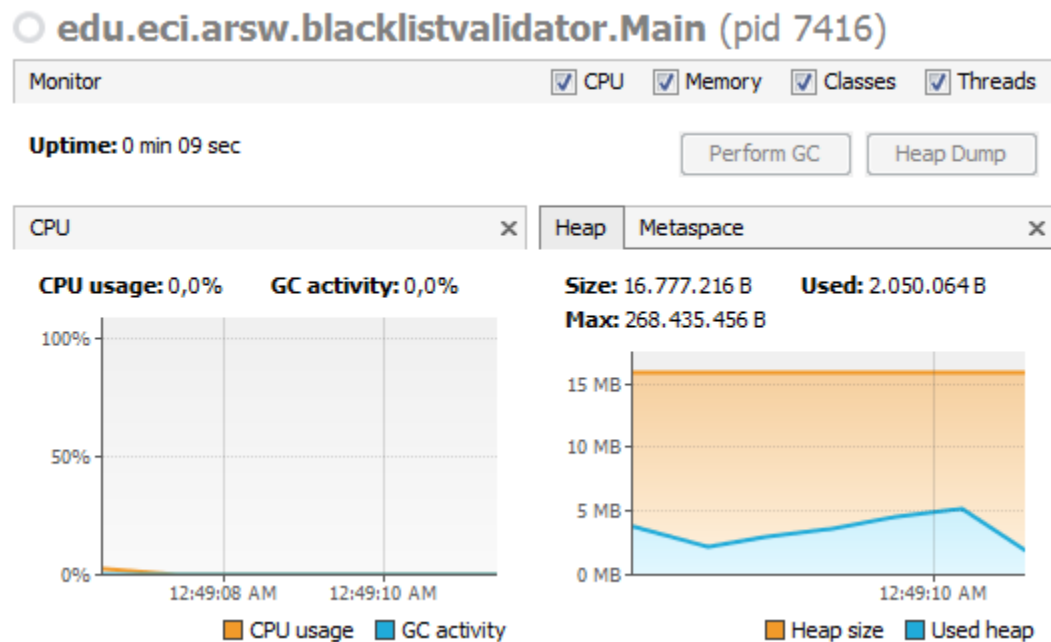 edu.eci.arsw.blacklistvalidator.Main (pid 7416)
Monitor CPU Memory Classes Threads
Uptime: 0 min 09 sec Perform GC Heap Dump
CPU × Heap Metaspace ×
CPU usage: 0,0% GC activity: 0,0%
100%
50%
0%
12:49:08 AM 12:49:10 AM
CPU usage GC activity
Size: 16.777.216 B Used: 2.050.064 B
Max: 268.435.456 B
15 MB
10 MB
5 MB
0 MB
12:49:10 AM
Heap size Used heap